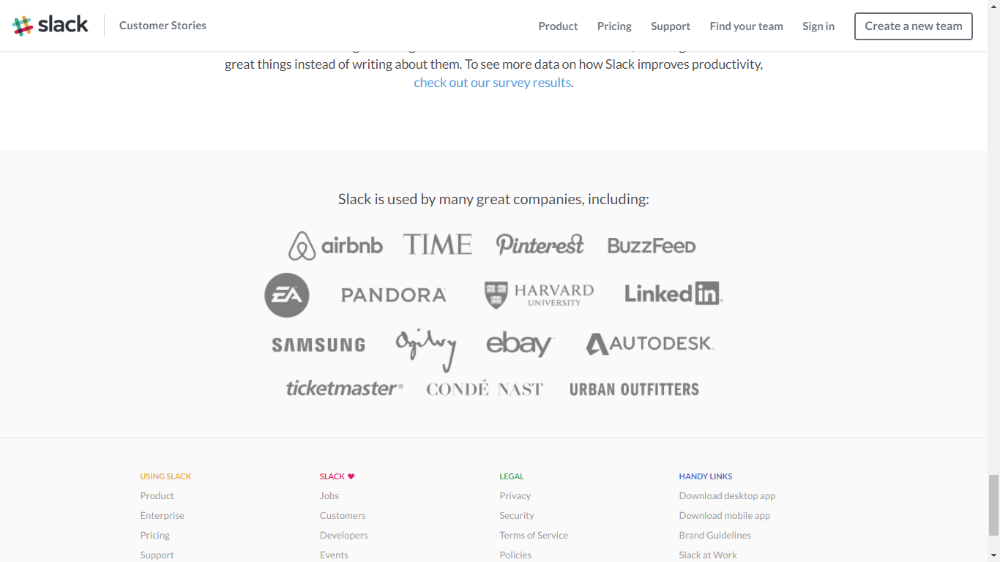 slack
Customer Stories
Product
Pricing
Support
Find your team
Sign in
Create a new team
great things instead of writing about them. To see more data on how Slack improves productivity,
check out our survey results.
Slack is used by many great companies, including:
airbnb TIME Pinterest BuzzFeed
EA PANDORA HARVARD UNIVERSITY Linked in
SAMSUNG Ogilvy ebay AUTODESK.
ticketmaster® CONDÉ NAST URBAN OUTFITTERS
USING SLACK
Product
Enterprise
Pricing
Support
SLACK
Jobs
Customers
Developers
Events
LEGAL
Privacy
Security
Terms of Service
Policies
HANDY LINKS
Download desktop app
Download mobile app
Brand Guidelines
Slack at Work